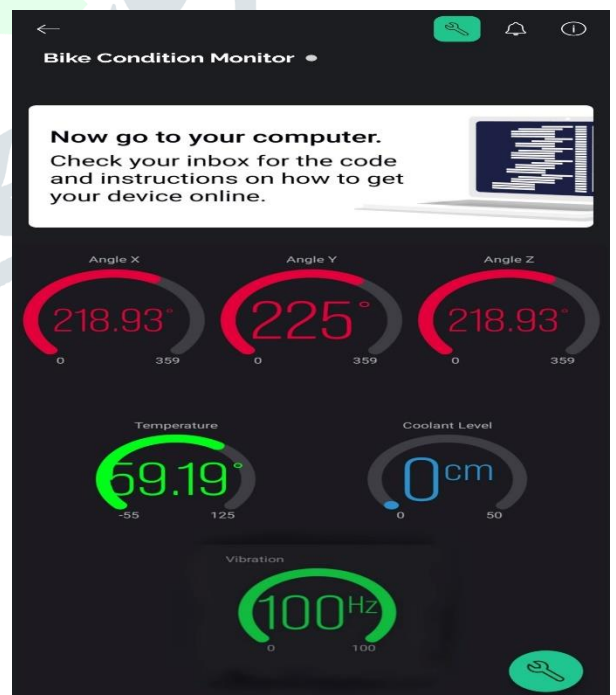 Bike Condition Monitor
Now go to your computer.
Check your inbox for the code
and instructions on how to get
your device online.
Angle X
Angle Y
Angle Z
218.93°
225°
218.93°
0 359
0 359
0 359
Temperature
Coolant Level
59.19°
0cm
-55 125
0 50
Vibration
100Hz
0 100